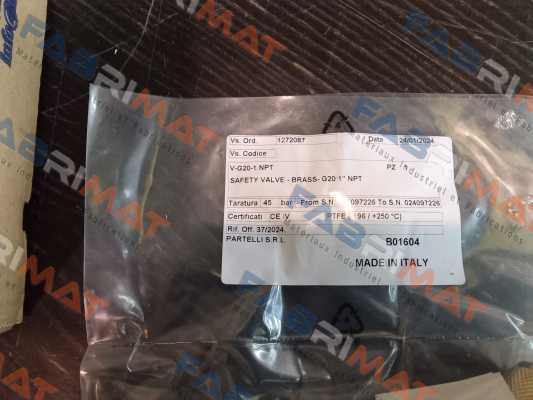 Vs. Ord. 1272087 Data 24/01/2024
Vs. Codice
V-G20-1.NPT PZ
SAFETY VALVE - BRASS- G20 1" NPT
Taratura 45 bar - From S.N. 097226 To S.N. 024097226
Certificati CE IV PTFE 196 / +250 °C)
Rif. Off. 37/2024
PARTELLI S.R.L. B01604
MADE IN ITALY
FABRIMAT
Matériaux Industriel
et Fabrications